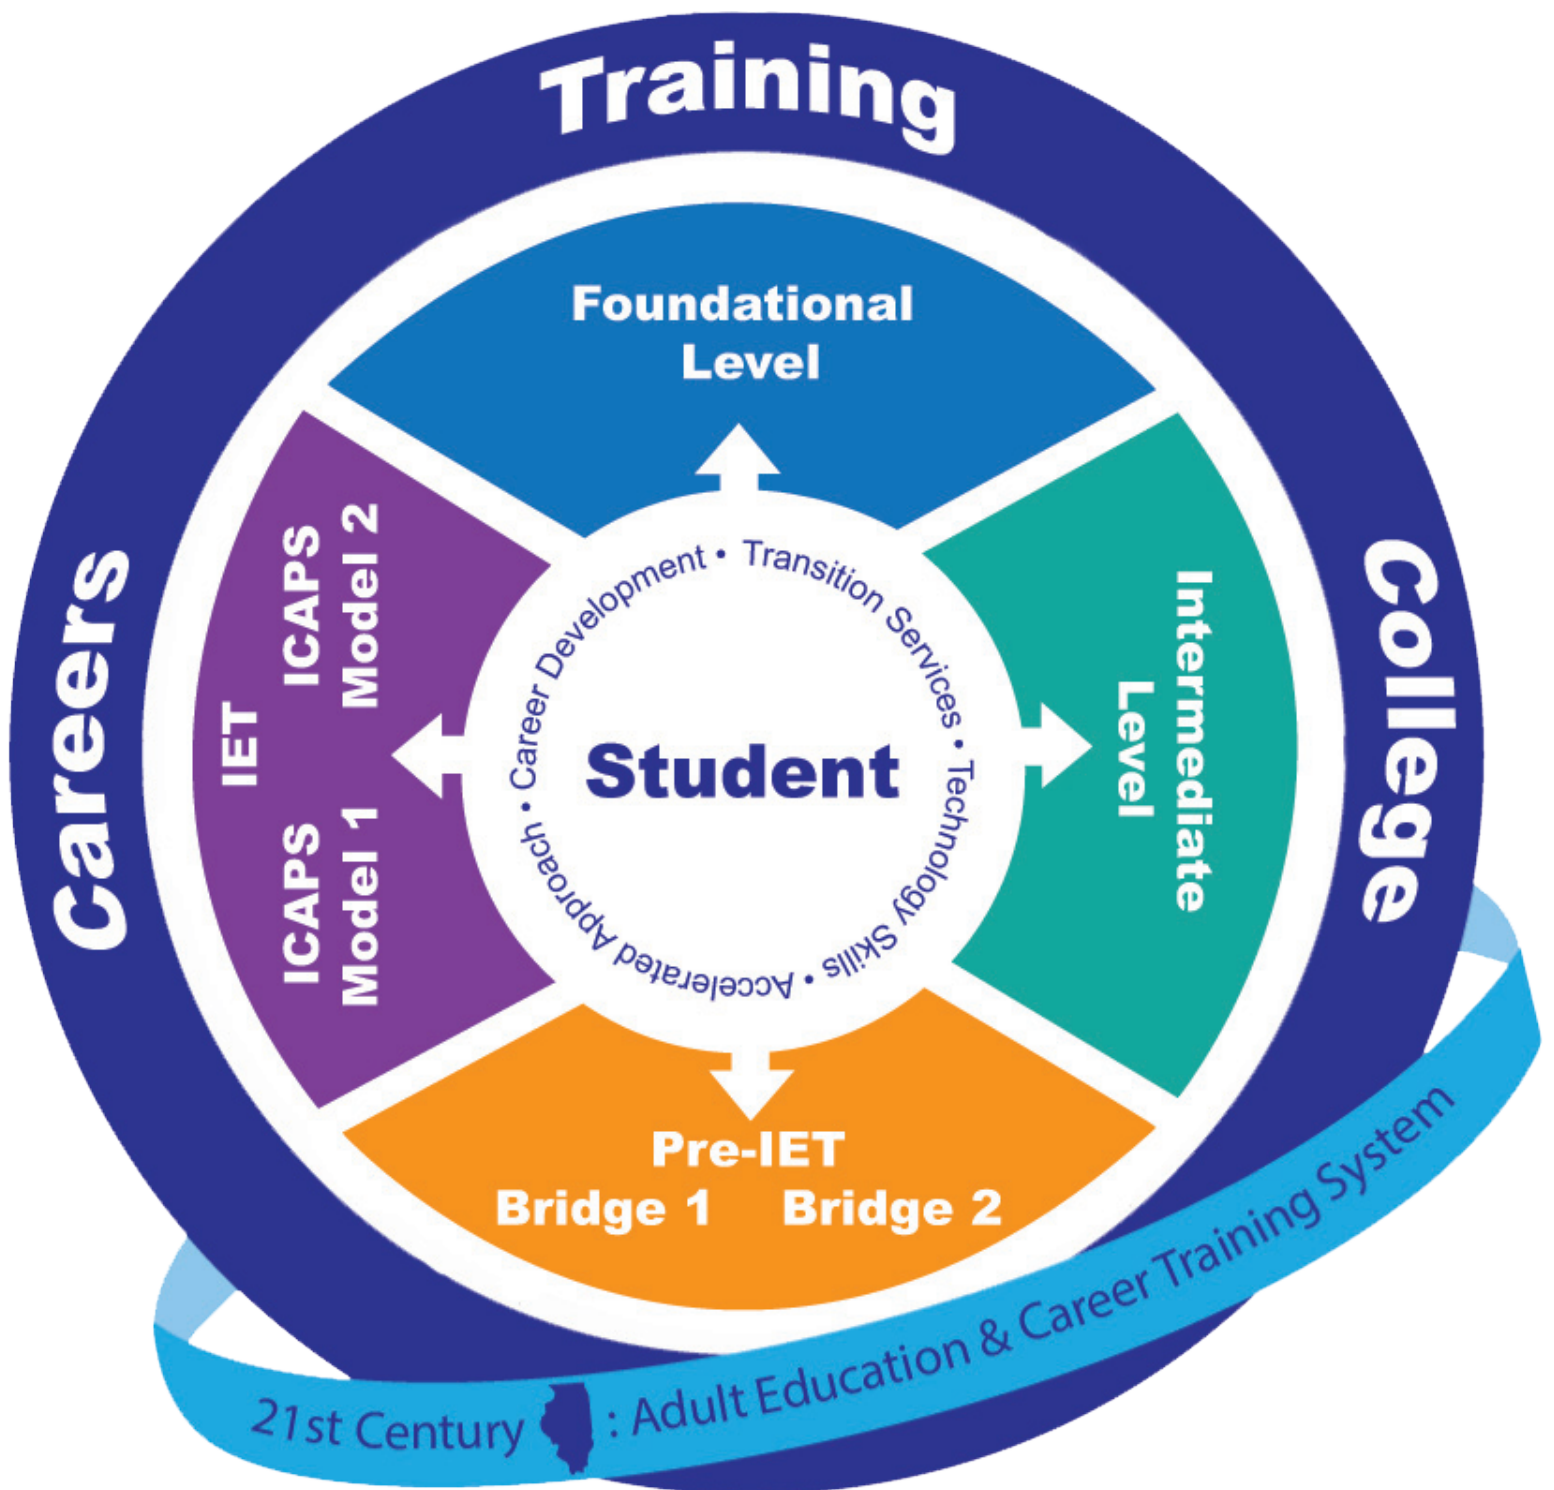 Training
Foundational
Level
Careers
College
ICAPS
Model 2
IET
ICAPS
Model 1
Intermediate
Level
Transition Services • Technology Skills • Accelerated Approach • Career Development •
Student
Pre-IET
Bridge 1 Bridge 2
21st Century : Adult Education & Career Training System